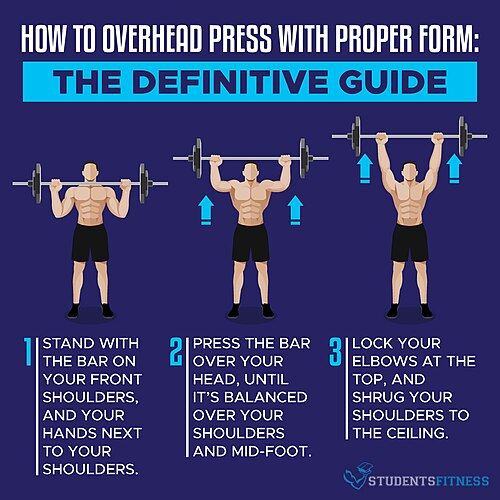 HOW TO OVERHEAD PRESS WITH PROPER FORM:
THE DEFINITIVE GUIDE
1
STAND WITH
THE BAR ON
YOUR FRONT
SHOULDERS,
AND YOUR
HANDS NEXT
TO YOUR
SHOULDERS.
2
PRESS THE BAR
OVER YOUR
HEAD, UNTIL
IT'S BALANCED
OVER YOUR
SHOULDERS
AND MID-FOOT.
3
LOCK YOUR
ELBOWS AT THE
TOP, AND
SHRUG YOUR
SHOULDERS TO
THE CEILING.
STUDENTSFITNESS